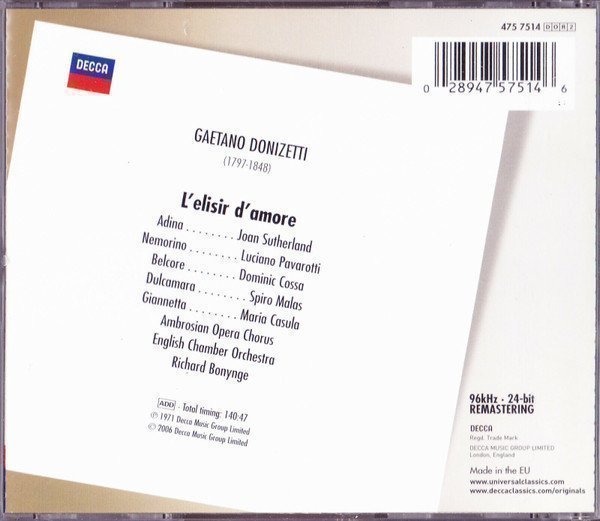 475 7514 DDR2
DECCA
0 28947 57514 6
GAETANO DONIZETTI
(1797-1848)
L'elisir d'amore
Adina . . . . . . . . Joan Sutherland
Nemorino . . . . . . . . Luciano Pavarotti
Belcore . . . . . . . . Dominic Cossa
Dulcamara . . . . . . . . Spiro Malas
Giannetta . . . . . . . . Maria Casula
Ambrosian Opera Chorus
English Chamber Orchestra
Richard Bonynge
ADD · Total timing: 140:47
℗ 1971 Decca Music Group Limited
© 2006 Decca Music Group Limited
96kHz · 24-bit
REMASTERING
DECCA
Regd. Trade Mark
DECCA MUSIC GROUP LIMITED
London, England
Made in the EU
www.universalclassics.com
www.deccaclassics.com/originals